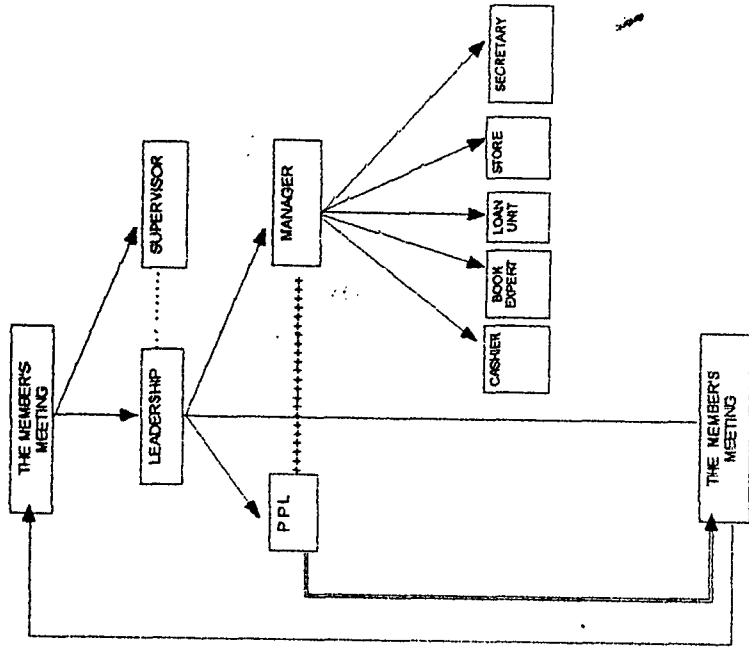 THE MEMBER'S
MEETING
LEADERSHIP
SUPERVISOR
P P L
MANAGER
CASHIER
BOOK
EXPERT
LOAN
UNIT
STORE
SECRETARY
THE MEMBER'S
MEETING